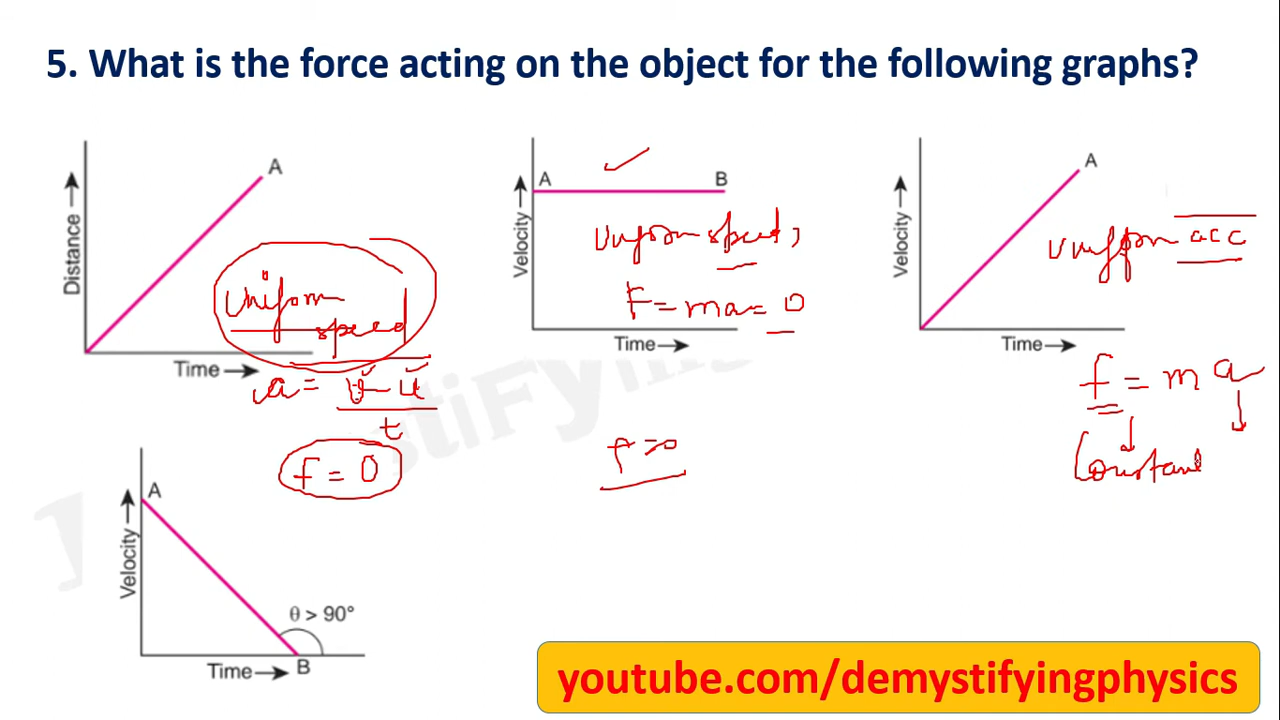 5. What is the force acting on the object for the following graphs?
Distance
A
Uniform
speed
Time
a = v - u
t
f = 0
Velocity
A
B
Uniform speed,
F = ma = 0
Time
f = 0
Velocity
A
Uniform acc
Time
f = m a
Constant
Velocity
A
θ > 90°
Time
B
youtube.com/demystifyingphysics